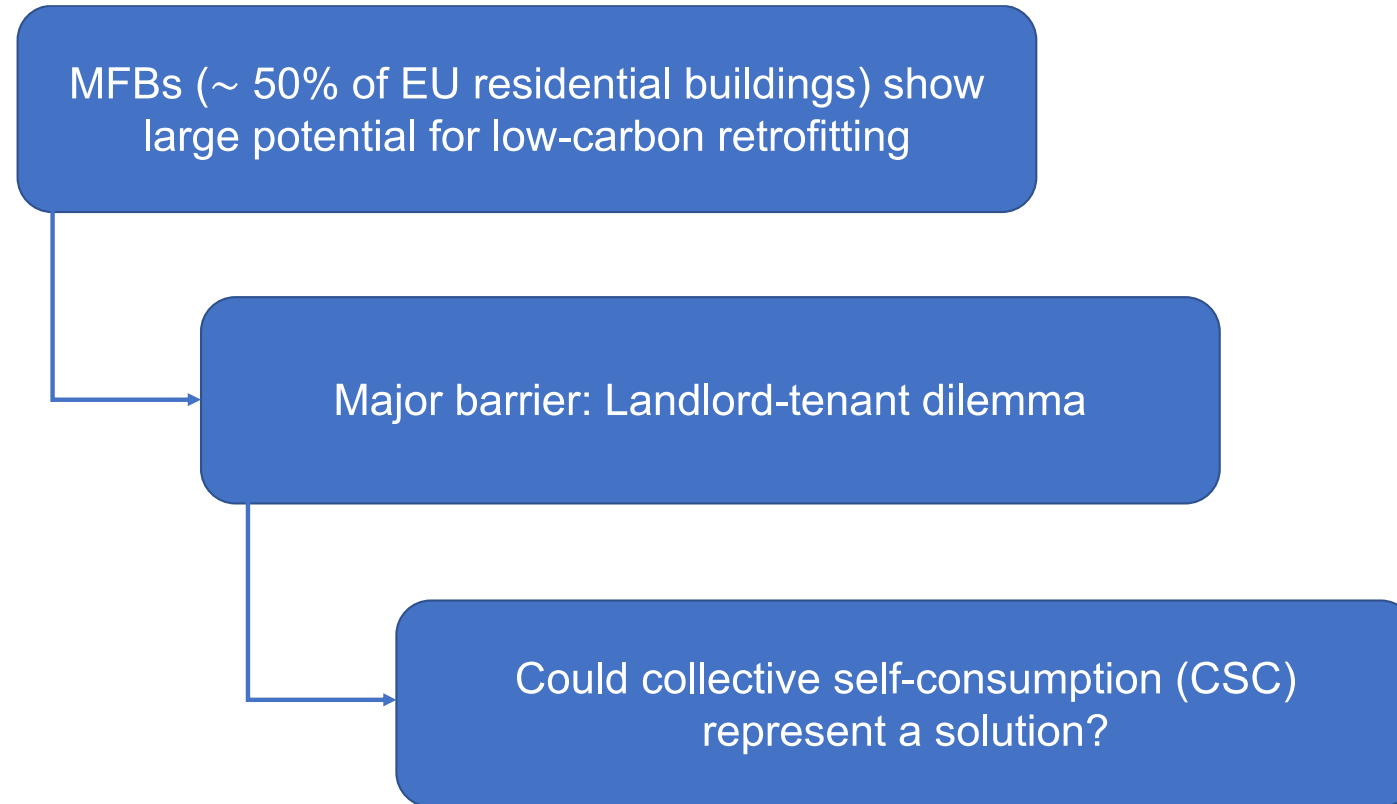 MFBs (~ 50% of EU residential buildings) show
large potential for low-carbon retrofitting
Major barrier: Landlord-tenant dilemma
Could collective self-consumption (CSC)
represent a solution?